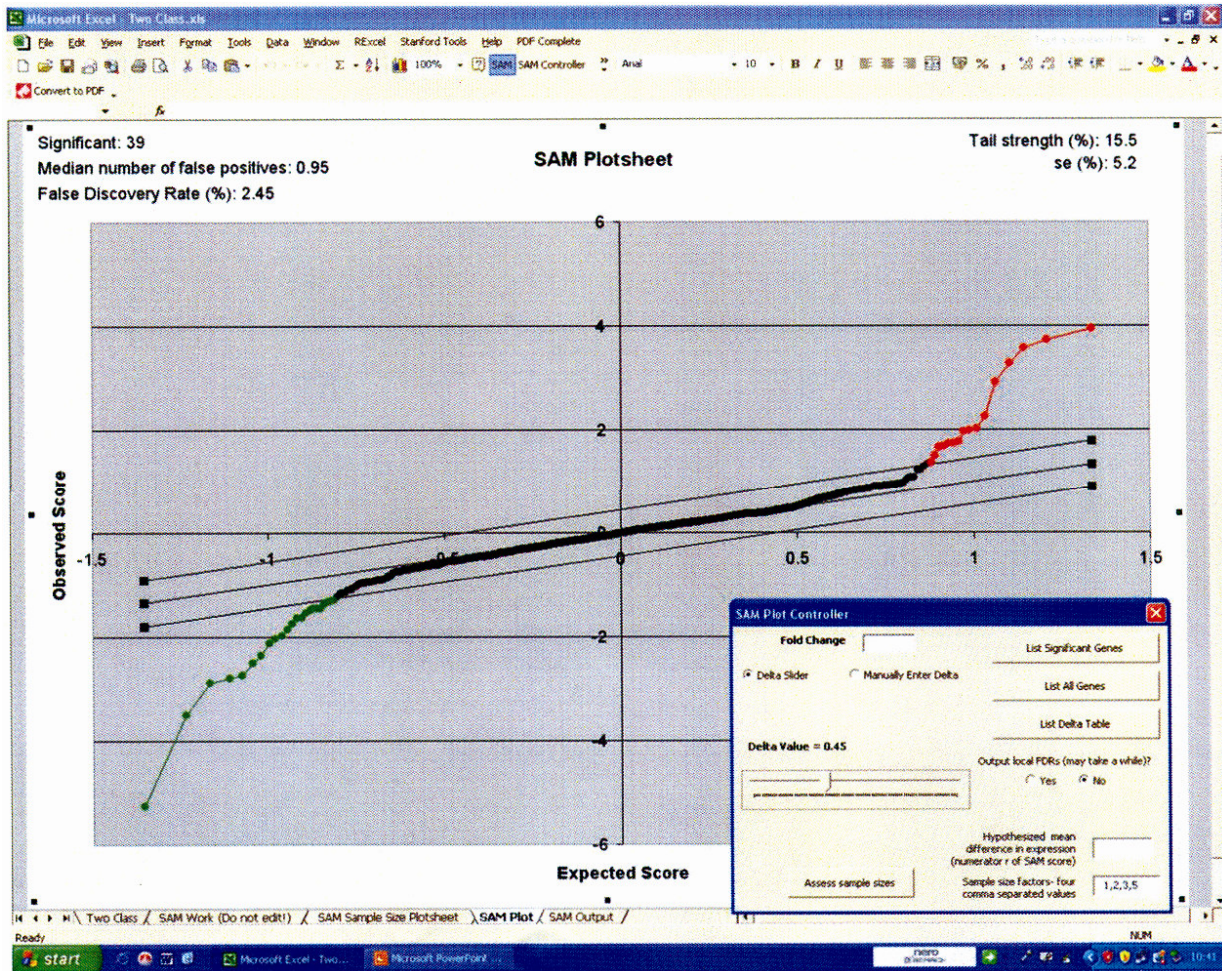 Microsoft Excel - Two Class.xls
File Edit View Insert Format Tools Data Window RExcel Stanford Tools Help PDF Complete
100% SAM SAM Controller Arial 10 B I U % ,
Convert to PDF
fx
Significant: 39
Median number of false positives: 0.95
False Discovery Rate (%): 2.45
SAM Plotsheet
Tail strength (%): 15.5
se (%): 5.2
6
4
2
0
-1.5 -1 -0.5 0 0.5 1 1.5
-2
-4
-6
Observed Score
Expected Score
SAM Plot Controller
Fold Change
List Significant Genes
Delta Slider Manually Enter Delta
List All Genes
List Delta Table
Delta Value = 0.45
Output local FDRs (may take a while)?
Yes No
Hypothesized mean
difference in expression
(numerator r of SAM score)
Assess sample sizes
Sample size factors- four
comma separated values
1,2,3,5
Two Class / SAM Work (Do not edit!) / SAM Sample Size Plotsheet \ SAM Plot / SAM Output /
Ready
NUM
start
Microsoft Excel - Two...
Microsoft PowerPoint ...
nero
10:41